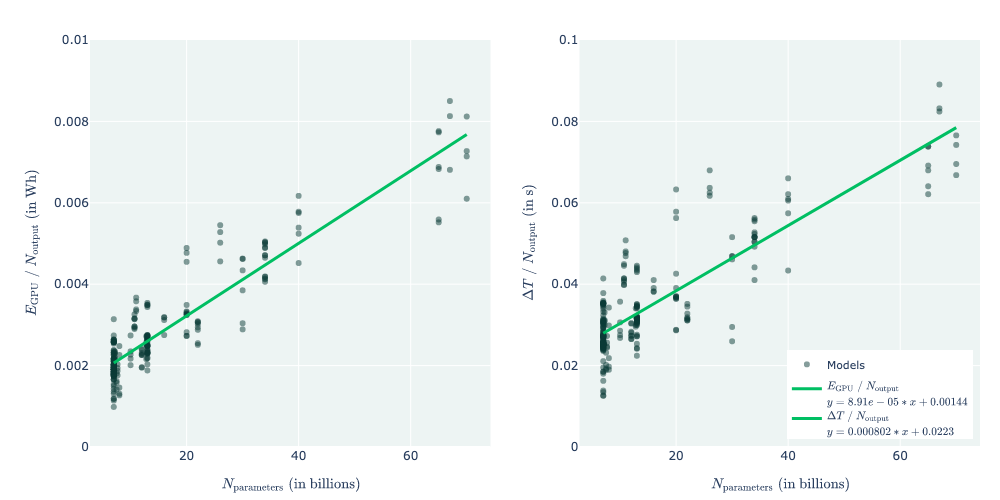 0.01
0.008
0.006
0.004
0.002
0
20
40
60
E_GPU / N_output (in Wh)
N_parameters (in billions)
0.1
0.08
0.06
0.04
0.02
0
20
40
60
ΔT / N_output (in s)
N_parameters (in billions)
Models
E_GPU / N_output
y = 8.91e − 05 ∗ x + 0.00144
ΔT / N_output
y = 0.000802 ∗ x + 0.0223